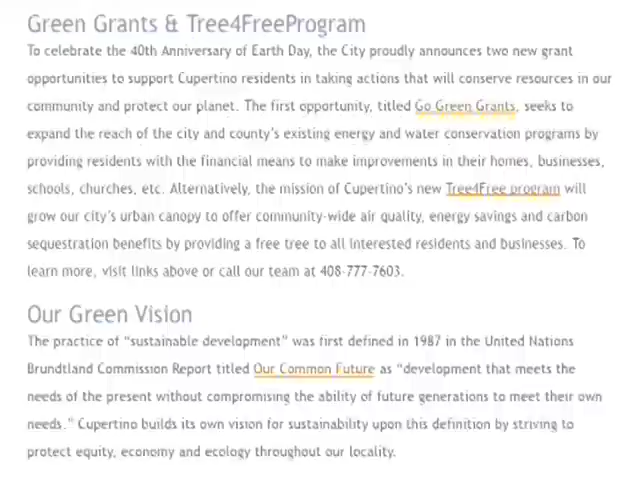 Green Grants & Tree4FreeProgram
To celebrate the 40th Anniversary of Earth Day, the City proudly announces two new grant
opportunities to support Cupertino residents in taking actions that will conserve resources in our
community and protect our planet. The first opportunity, titled Go Green Grants, seeks to
expand the reach of the city and county's existing energy and water conservation programs by
providing residents with the financial means to make improvements in their homes, businesses,
schools, churches, etc. Alternatively, the mission of Cupertino's new Tree4Free program will
grow our city's urban canopy to offer community-wide air quality, energy savings and carbon
sequestration benefits by providing a free tree to all interested residents and businesses. To
learn more, visit links above or call our team at 408-777-7603.
Our Green Vision
The practice of "sustainable development" was first defined in 1987 in the United Nations
Brundtland Commission Report titled Our Common Future as "development that meets the
needs of the present without compromising the ability of future generations to meet their own
needs." Cupertino builds its own vision for sustainability upon this definition by striving to
protect equity, economy and ecology throughout our locality.